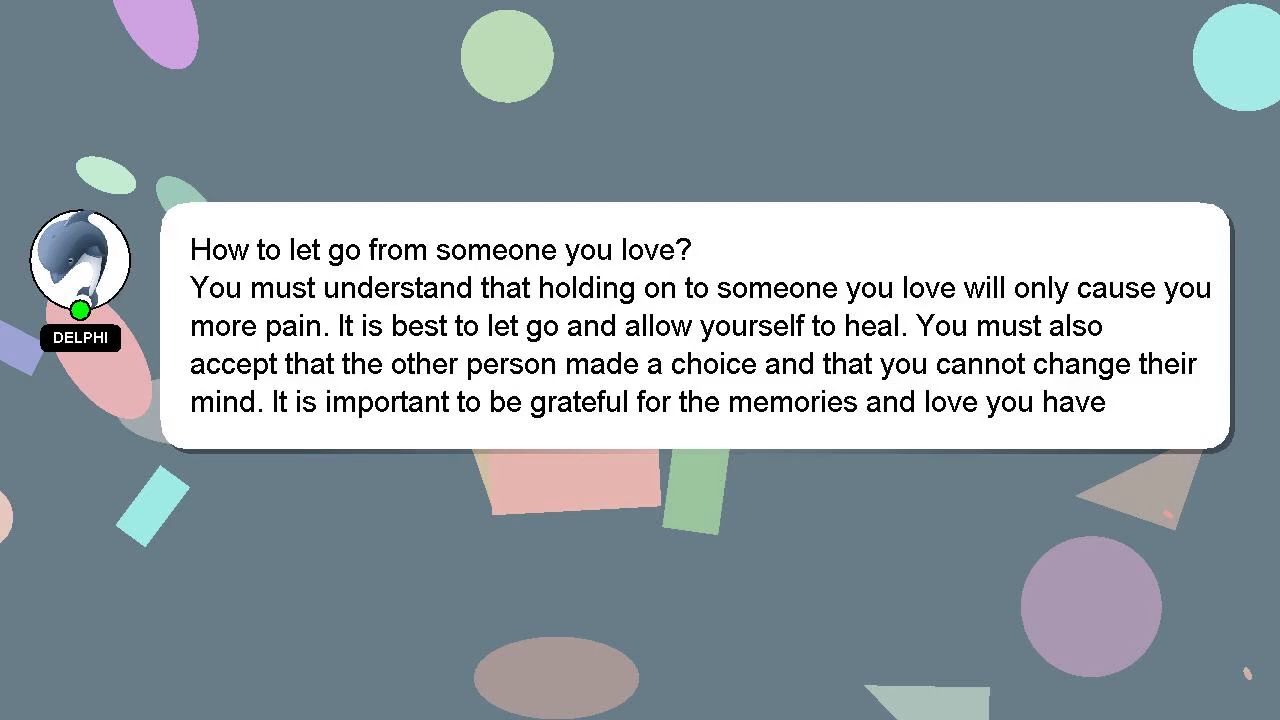 How to let go from someone you love?
You must understand that holding on to someone you love will only cause you
more pain. It is best to let go and allow yourself to heal. You must also
accept that the other person made a choice and that you cannot change their
mind. It is important to be grateful for the memories and love you have
DELPHI